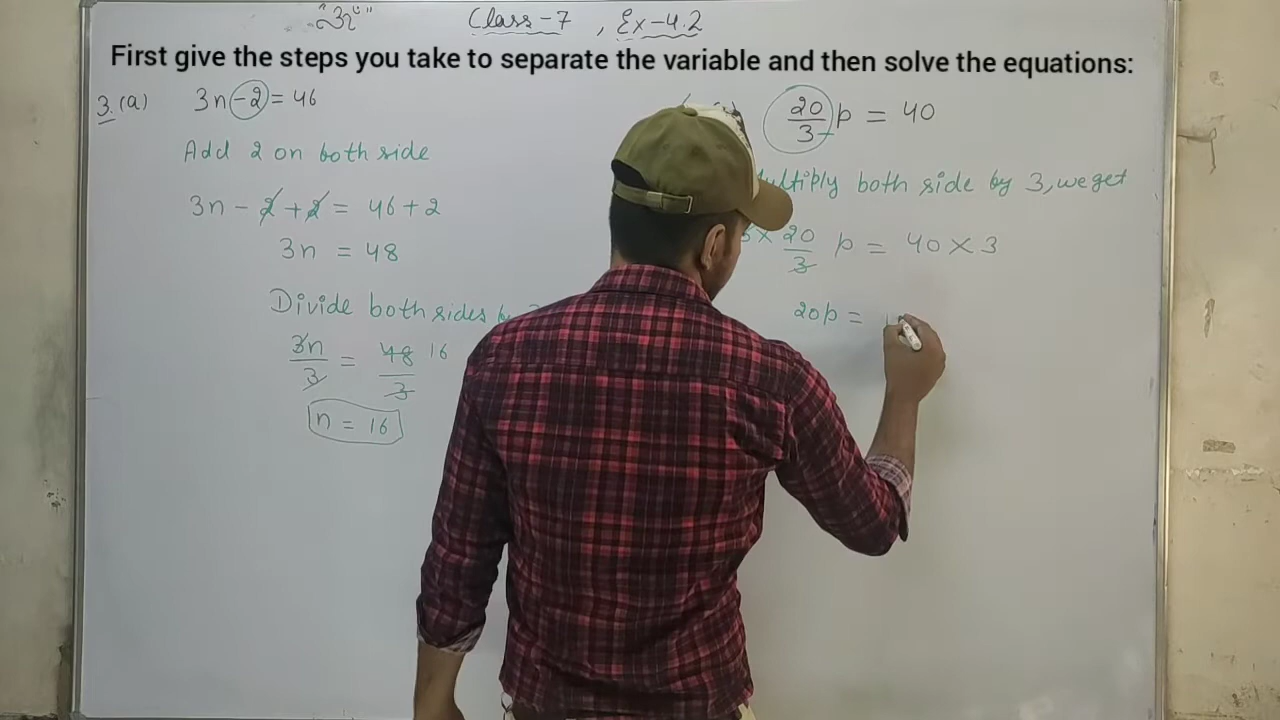 Class-7, Ex-4.2
First give the steps you take to separate the variable and then solve the equations:
3.(a) 3n-2 = 46
Add 2 on both side
3n - 2 + 2 = 46+2
3n = 48
Divide both sides
3n/3 = 48/3 16
n = 16
20/3 p = 40
both side by 3, we get
3 × 20/3 p = 40 × 3
20p =